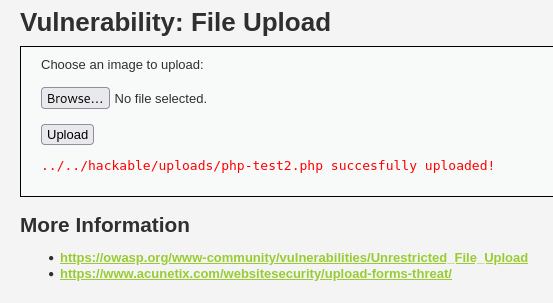 Vulnerability: File Upload
Choose an image to upload:
Browse... No file selected.
Upload
../../hackable/uploads/php-test2.php succesfully uploaded!
More Information
• https://owasp.org/www-community/vulnerabilities/Unrestricted_File_Upload
• https://www.acunetix.com/websitesecurity/upload-forms-threat/